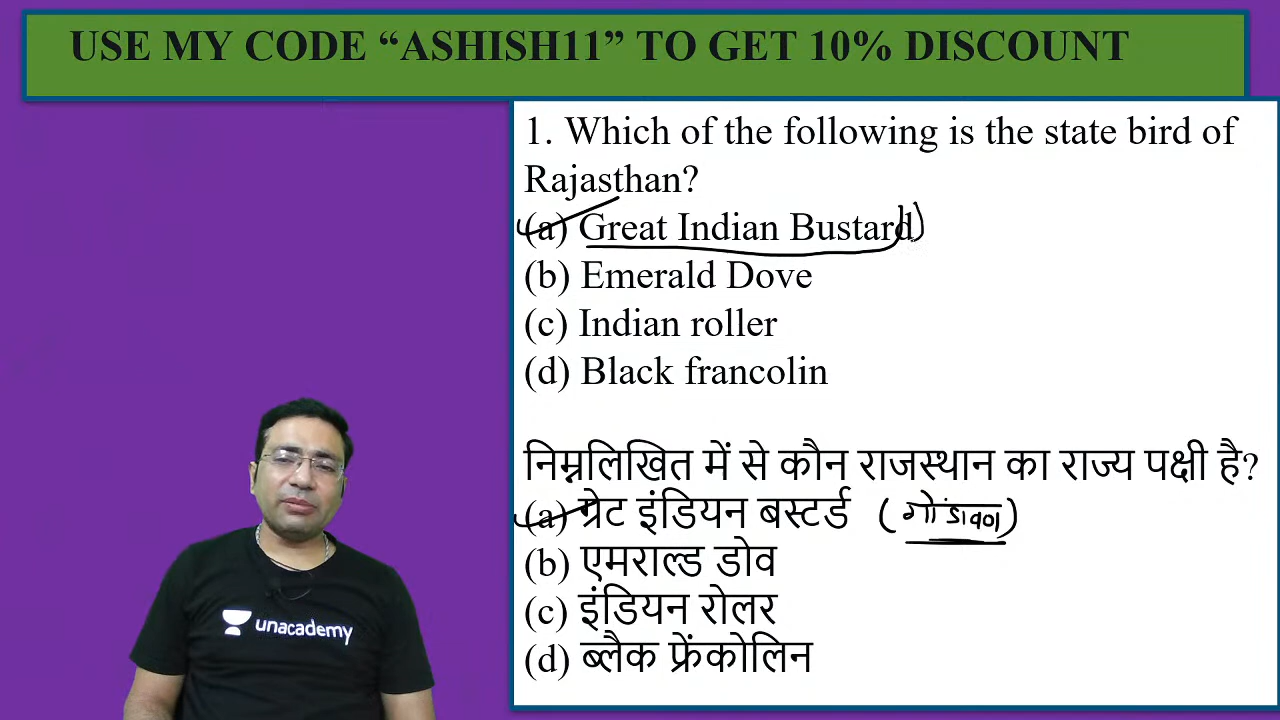 USE MY CODE “ASHISH11” TO GET 10% DISCOUNT
1. Which of the following is the state bird of
Rajasthan?
(a) Great Indian Bustard
(b) Emerald Dove
(c) Indian roller
(d) Black francolin
निम्नलिखित में से कौन राजस्थान का राज्य पक्षी है?
(a) ग्रेट इंडियन बस्टर्ड (गोडावण)
(b) एमराल्ड डोव
(c) इंडियन रोलर
(d) ब्लैक फ्रेंकोलिन
unacademy